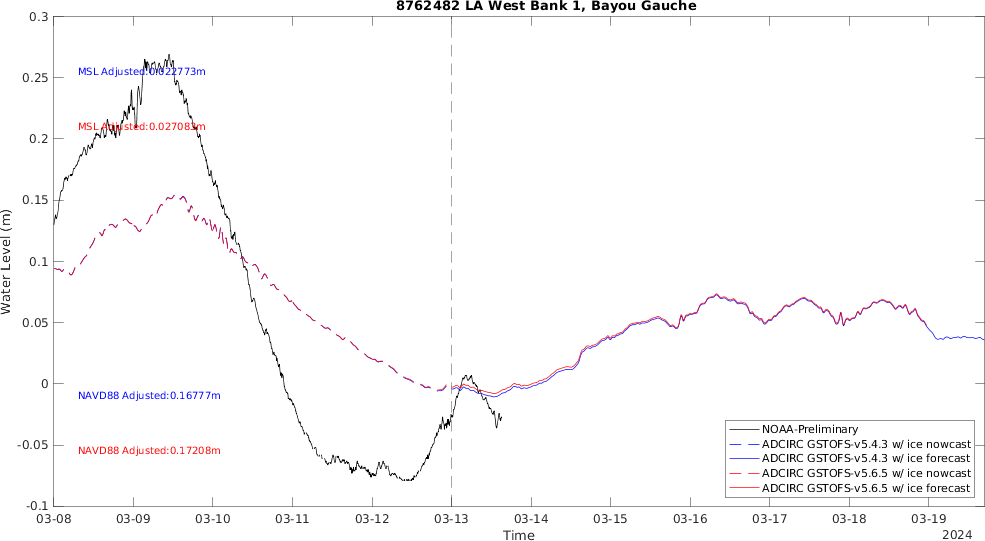 8762482 LA West Bank 1, Bayou Gauche
0.3
0.25
0.2
0.15
0.1
0.05
0
-0.05
-0.1
Water Level (m)
MSL Adjusted:0.022773m
MSL Adjusted:0.027083m
NAVD88 Adjusted:0.16777m
NAVD88 Adjusted:0.17208m
NOAA-Preliminary
ADCIRC GSTOFS-v5.4.3 w/ ice nowcast
ADCIRC GSTOFS-v5.4.3 w/ ice forecast
ADCIRC GSTOFS-v5.6.5 w/ ice nowcast
ADCIRC GSTOFS-v5.6.5 w/ ice forecast
03-08 03-09 03-10 03-11 03-12 03-13 03-14 03-15 03-16 03-17 03-18 03-19
Time
2024